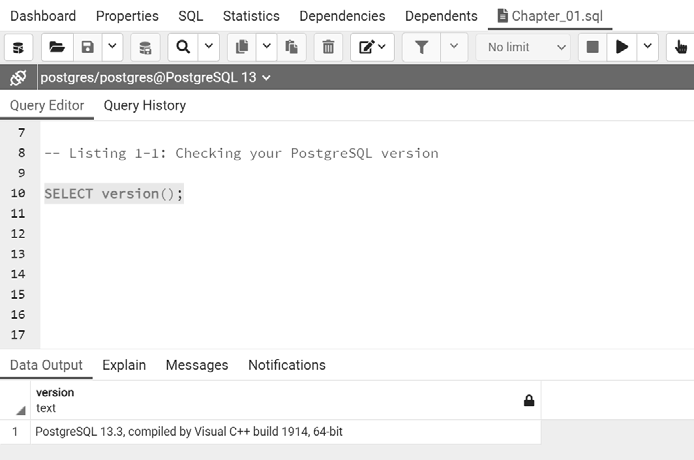 Dashboard Properties SQL Statistics Dependencies Dependents Chapter_01.sql
No limit
postgres/postgres@PostgreSQL 13
Query Editor Query History
7
8 -- Listing 1-1: Checking your PostgreSQL version
9
10 SELECT version();
11
12
13
14
15
16
17
Data Output Explain Messages Notifications
version
text
1 PostgreSQL 13.3, compiled by Visual C++ build 1914, 64-bit